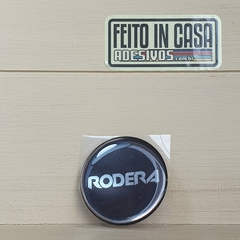 FEITO IN CASA
ADESIVOS
RODERA